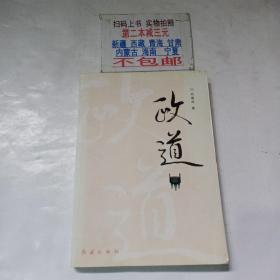 扫码上书 实物拍照
第二本减三元
新疆 西藏 青海 甘肃
内蒙古 海南 宁夏
不包邮
政道